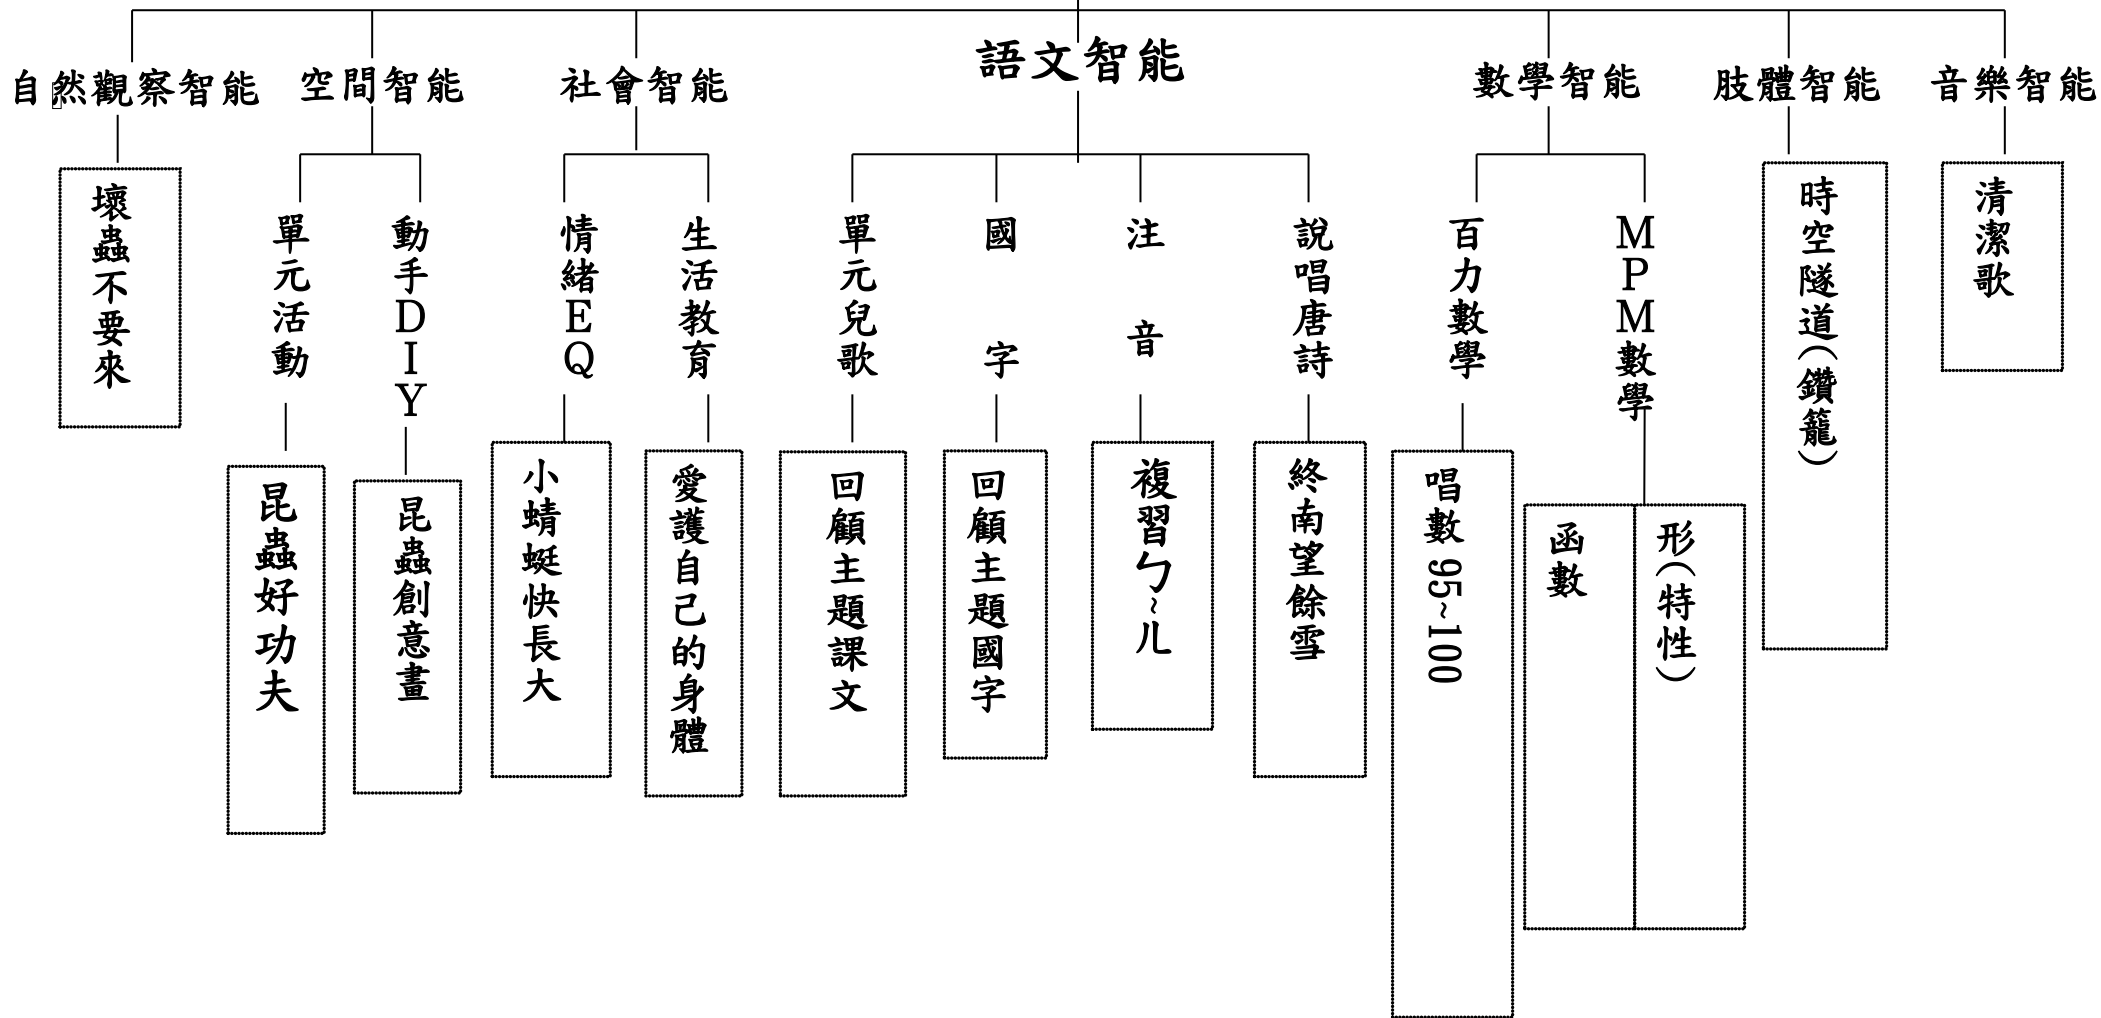 語文智能
自然觀察智能
空間智能
社會智能
數學智能
肢體智能
音樂智能
壞蟲不要來
單元活動
動手DIY
情緒EQ
生活教育
單元兒歌
國字
注音
說唱唐詩
百力數學
MPM數學
時空隧道(鑽籠)
清潔歌
昆蟲好功夫
昆蟲創意畫
小蜻蜓快長大
愛護自己的身體
回顧主題課文
回顧主題國字
複習ㄅ~ㄦ
終南望餘雪
唱數 95~100
函數
形(特性)